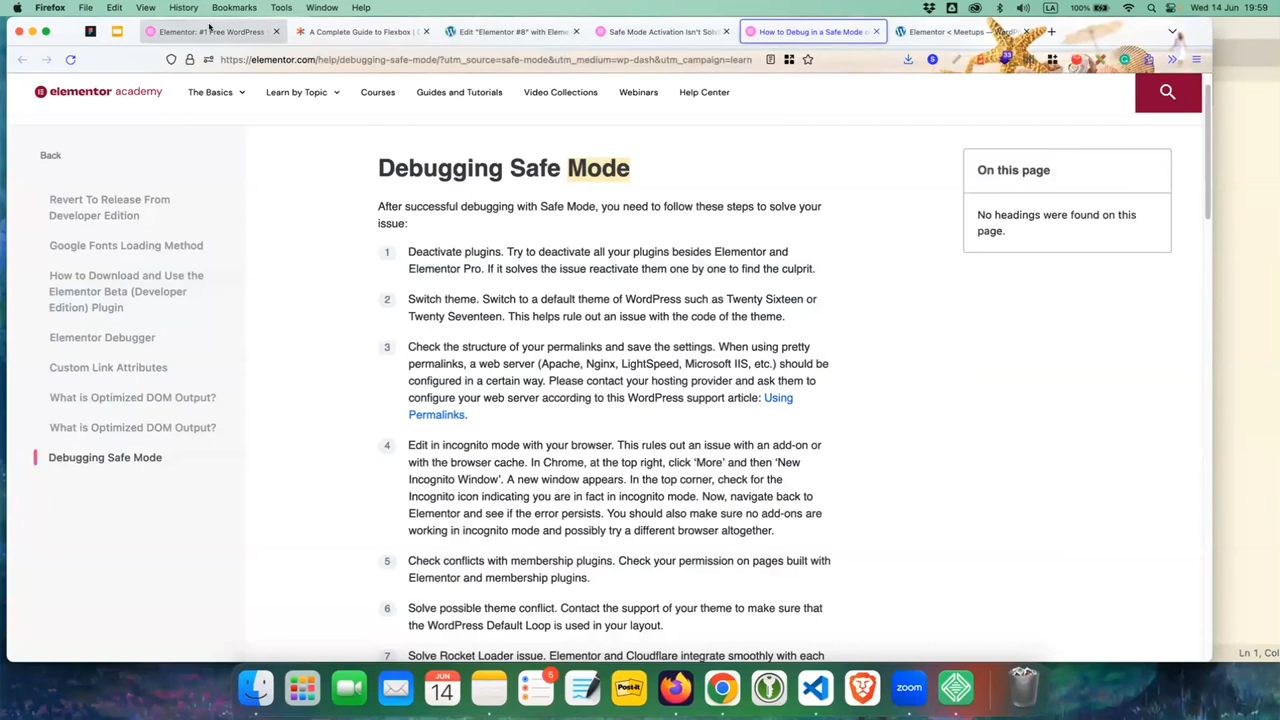 Firefox File Edit View History Bookmarks Tools Window Help LA 100% Wed 14 Jun 19:59
Elementor: #1 Free WordPress A Complete Guide to Flexbox | Edit "Elementor #8" with Eleme Safe Mode Activation Isn't Solv How to Debug in a Safe Mode Elementor < Meetups — WordP
https://elementor.com/help/debugging-safe-mode/?utm_source=safe-mode&utm_medium=wp-dash&utm_campaign=learn
elementor academy The Basics Learn by Topic Courses Guides and Tutorials Video Collections Webinars Help Center
Back
Revert To Release From
Developer Edition
Google Fonts Loading Method
How to Download and Use the
Elementor Beta (Developer
Edition) Plugin
Elementor Debugger
Custom Link Attributes
What is Optimized DOM Output?
What is Optimized DOM Output?
Debugging Safe Mode
Debugging Safe Mode
After successful debugging with Safe Mode, you need to follow these steps to solve your
issue:
1 Deactivate plugins. Try to deactivate all your plugins besides Elementor and
Elementor Pro. If it solves the issue reactivate them one by one to find the culprit.
2 Switch theme. Switch to a default theme of WordPress such as Twenty Sixteen or
Twenty Seventeen. This helps rule out an issue with the code of the theme.
3 Check the structure of your permalinks and save the settings. When using pretty
permalinks, a web server (Apache, Nginx, LightSpeed, Microsoft IIS, etc.) should be
configured in a certain way. Please contact your hosting provider and ask them to
configure your web server according to this WordPress support article: Using
Permalinks.
4 Edit in incognito mode with your browser. This rules out an issue with an add-on or
with the browser cache. In Chrome, at the top right, click ‘More’ and then ‘New
Incognito Window’. A new window appears. In the top corner, check for the
Incognito icon indicating you are in fact in incognito mode. Now, navigate back to
Elementor and see if the error persists. You should also make sure no add-ons are
working in incognito mode and possibly try a different browser altogether.
5 Check conflicts with membership plugins. Check your permission on pages built with
Elementor and membership plugins.
6 Solve possible theme conflict. Contact the support of your theme to make sure that
the WordPress Default Loop is used in your layout.
7 Solve Rocket Loader issue. Elementor and Cloudflare integrate smoothly with each
On this page
No headings were found on this
page.
Ln 1, Col
JUN
14
5
Post-it
zoom